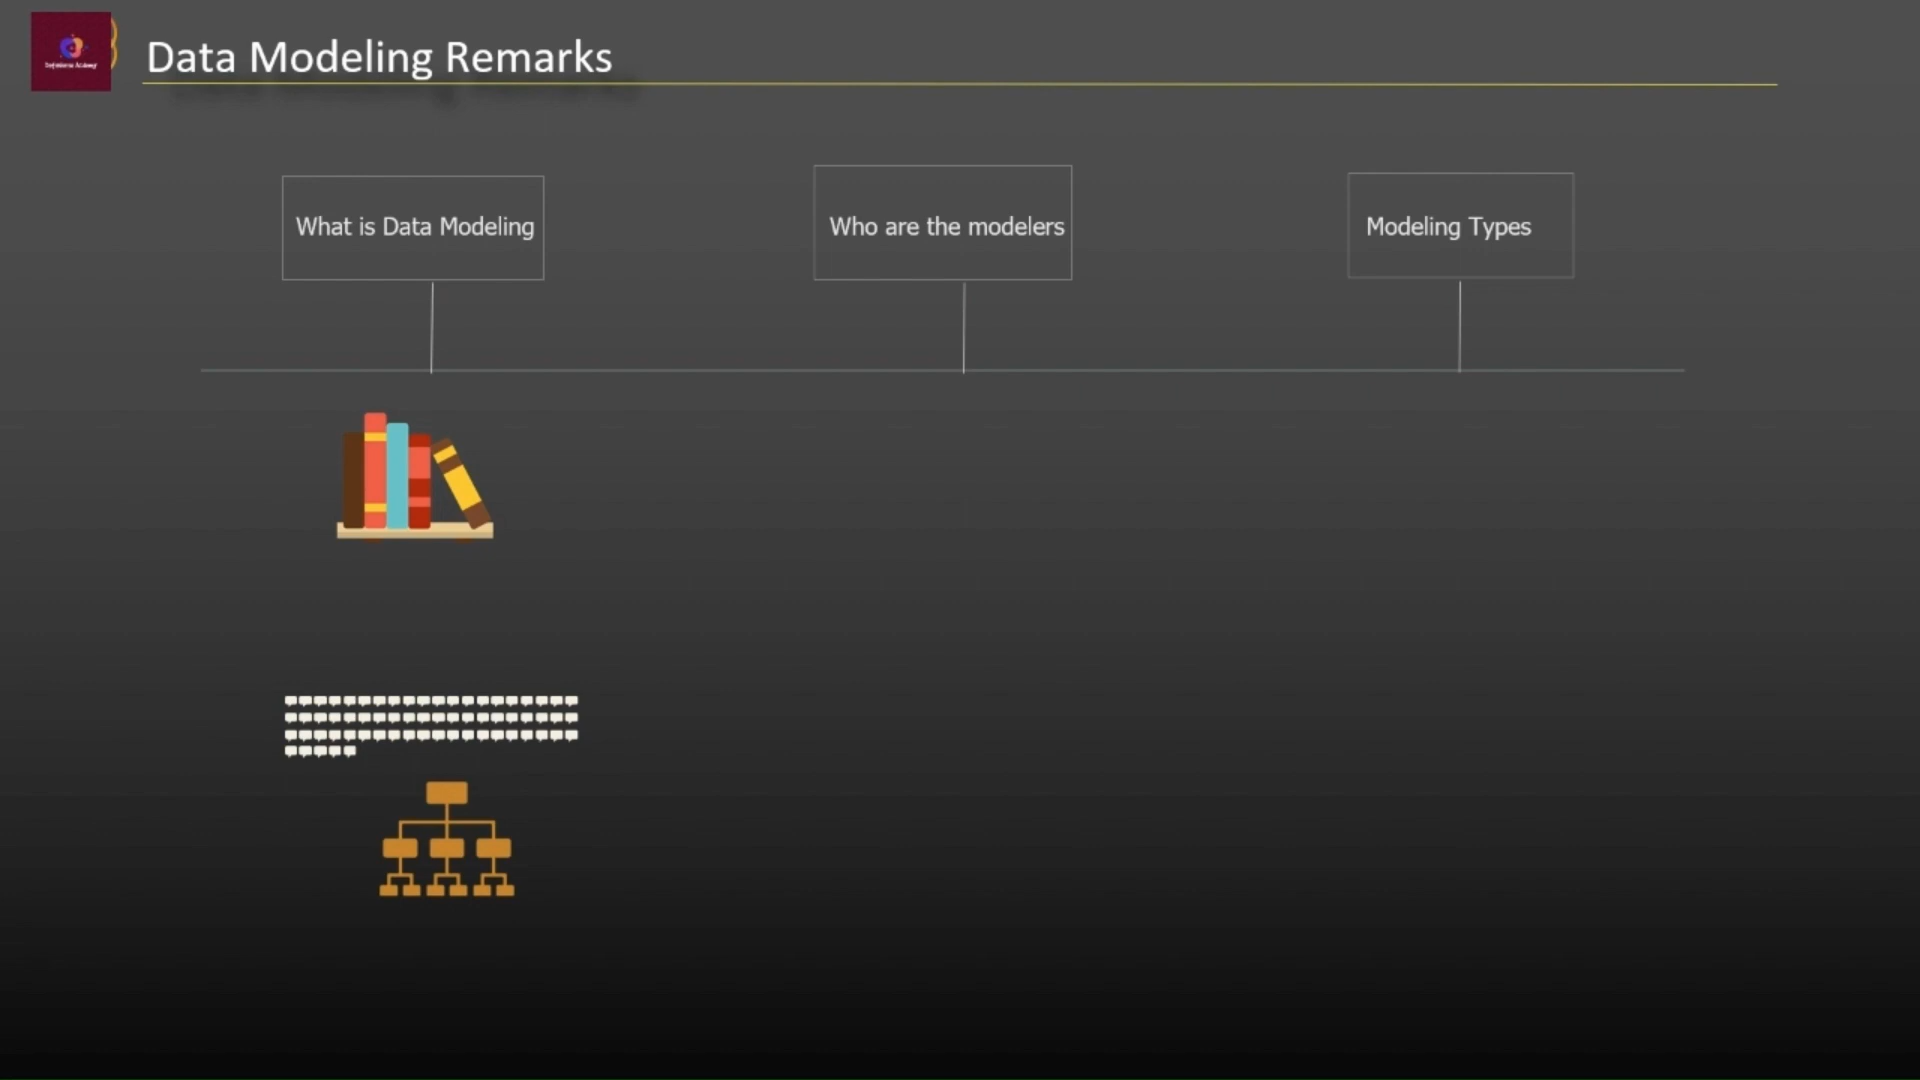 Data Modeling Remarks
What is Data Modeling
Who are the modelers
Modeling Types